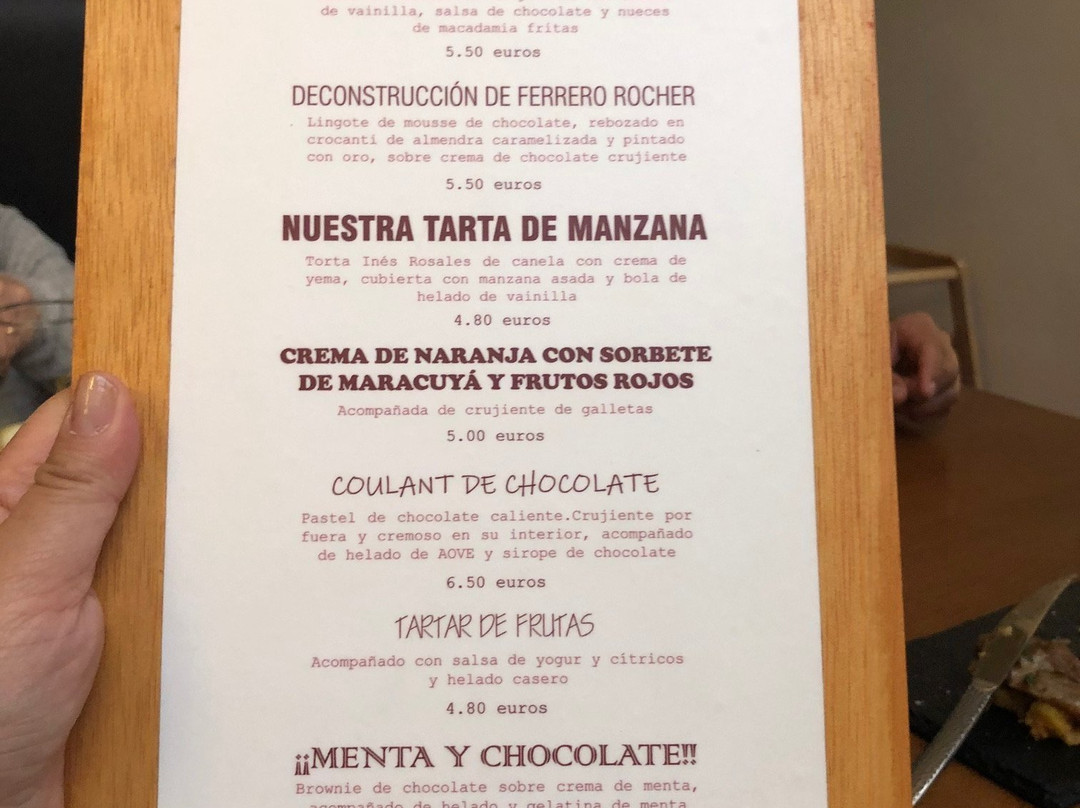 de vainilla, salsa de chocolate y nueces
de macadamia fritas
5.50 euros
DECONSTRUCCIÓN DE FERRERO ROCHER
Lingote de mousse de chocolate, rebozado en
crocanti de almendra caramelizada y pintado
con oro, sobre crema de chocolate crujiente
5.50 euros
NUESTRA TARTA DE MANZANA
Torta Inés Rosales de canela con crema de
yema, cubierta con manzana asada y bola de
helado de vainilla
4.80 euros
CREMA DE NARANJA CON SORBETE
DE MARACUYÁ Y FRUTOS ROJOS
Acompañada de crujiente de galletas
5.00 euros
COULANT DE CHOCOLATE
Pastel de chocolate caliente.Crujiente por
fuera y cremoso en su interior, acompañado
de helado de AOVE y sirope de chocolate
6.50 euros
TARTAR DE FRUTAS
Acompañado con salsa de yogur y cítricos
y helado casero
4.80 euros
¡¡MENTA Y CHOCOLATE!!
Brownie de chocolate sobre crema de menta,
acompañado de helado y gelatina de menta